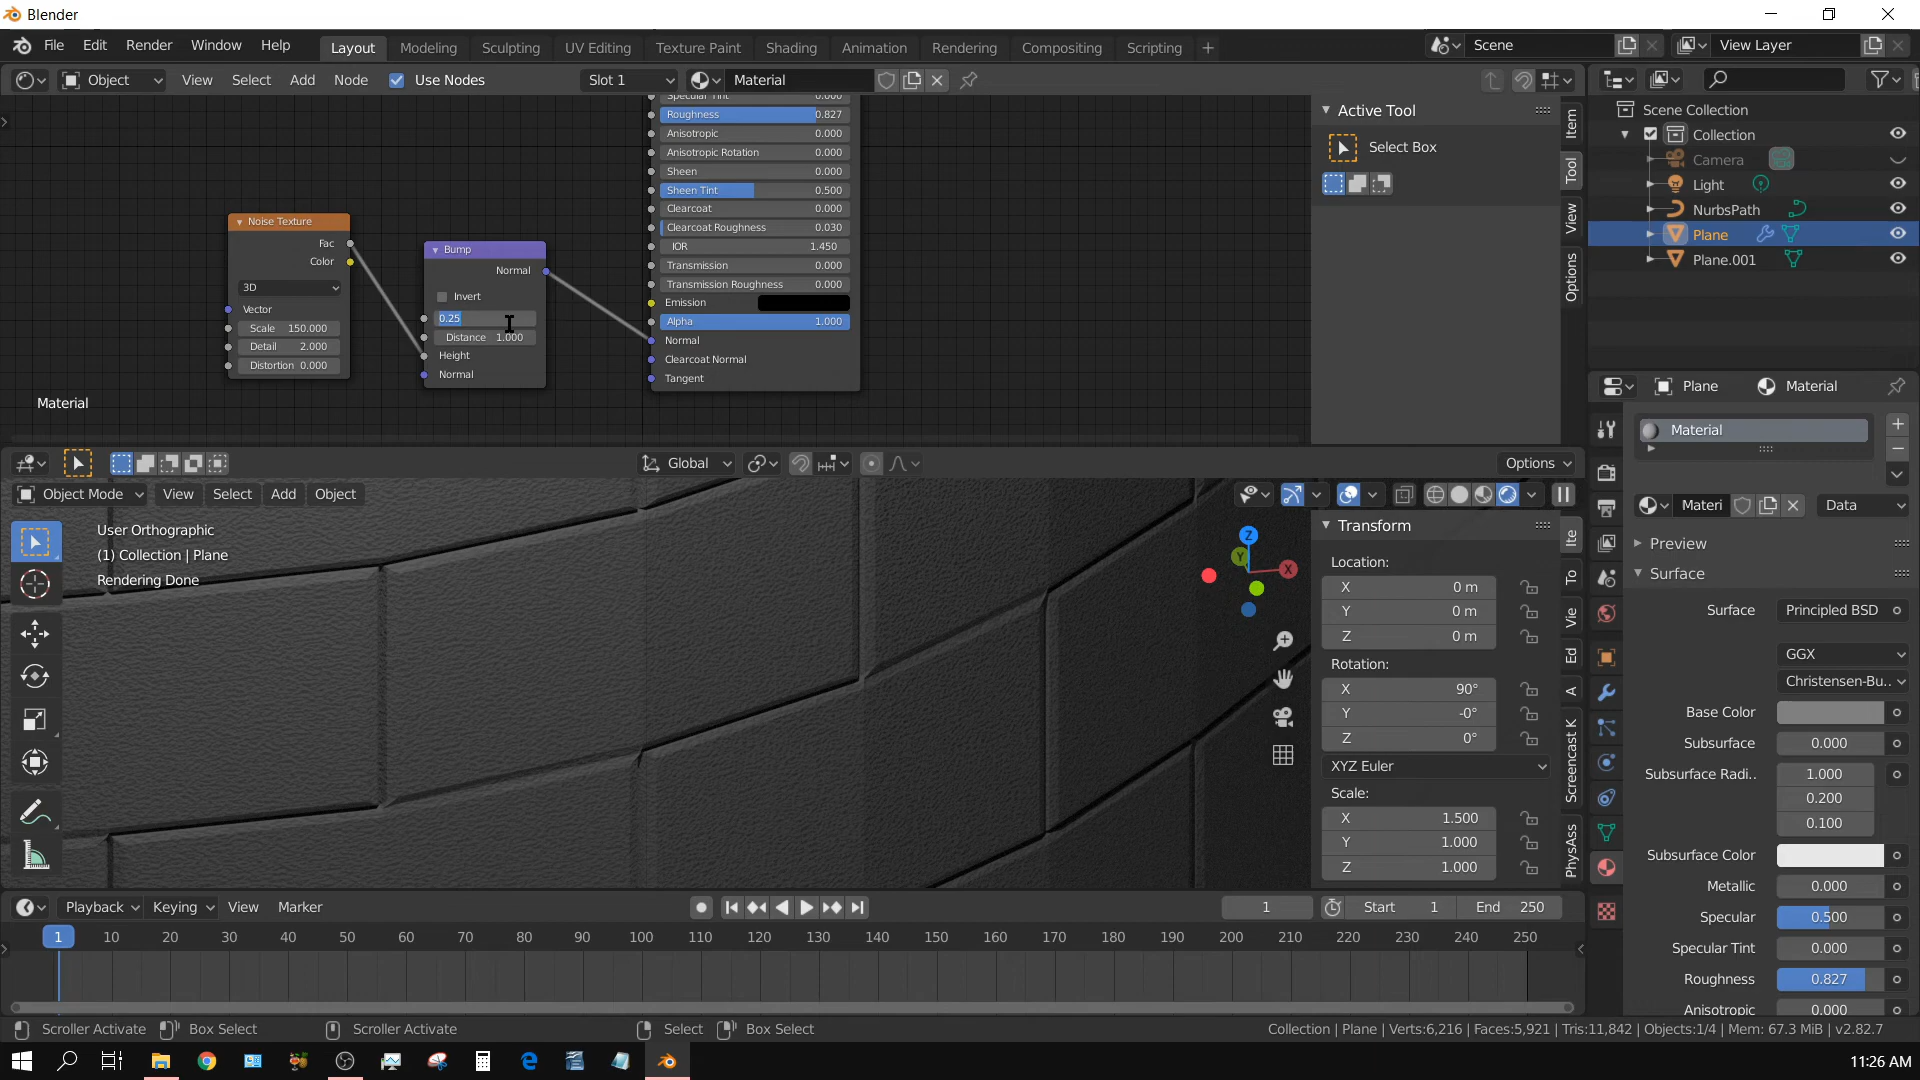 Blender
File Edit Render Window Help Layout Modeling Sculpting UV Editing Texture Paint Shading Animation Rendering Compositing Scripting + Scene View Layer
Object View Select Add Node Use Nodes Slot 1 Material
Specular Tint 0.000
Roughness 0.827
Anisotropic 0.000
Anisotropic Rotation 0.000
Sheen 0.000
Sheen Tint 0.500
Clearcoat 0.000
Clearcoat Roughness 0.030
IOR 1.450
Transmission 0.000
Transmission Roughness 0.000
Emission
Alpha 1.000
Normal
Clearcoat Normal
Tangent
Noise Texture
Fac
Color
3D
Vector
Scale 150.000
Detail 2.000
Distortion 0.000
Bump
Normal
Invert
0.25
Distance 1.000
Height
Normal
Material
Active Tool
Select Box
Item
Tool
View
Options
Scene Collection
Collection
Camera
Light
NurbsPath
Plane
Plane.001
Global Options
Object Mode View Select Add Object
User Orthographic
(1) Collection | Plane
Rendering Done
Z
Y
X
Transform
Location:
X 0 m
Y 0 m
Z 0 m
Rotation:
X 90°
Y -0°
Z 0°
XYZ Euler
Scale:
X 1.500
Y 1.000
Z 1.000
Ite
To
Vie
Ed
A
Screencast K
PhysAss
Plane Material
Material
Materi Data
Preview
Surface
Surface Principled BSD
GGX
Christensen-Bu..
Base Color
Subsurface 0.000
Subsurface Radi.. 1.000
0.200
0.100
Subsurface Color
Metallic 0.000
Specular 0.500
Specular Tint 0.000
Roughness 0.827
Anisotropic 0.000
Playback Keying View Marker 1 Start 1 End 250
1 10 20 30 40 50 60 70 80 90 100 110 120 130 140 150 160 170 180 190 200 210 220 230 240 250
Scroller Activate Box Select Scroller Activate Select Box Select Collection | Plane | Verts:6,216 | Faces:5,921 | Tris:11,842 | Objects:1/4 | Mem: 67.3 MiB | v2.82.7
11:26 AM